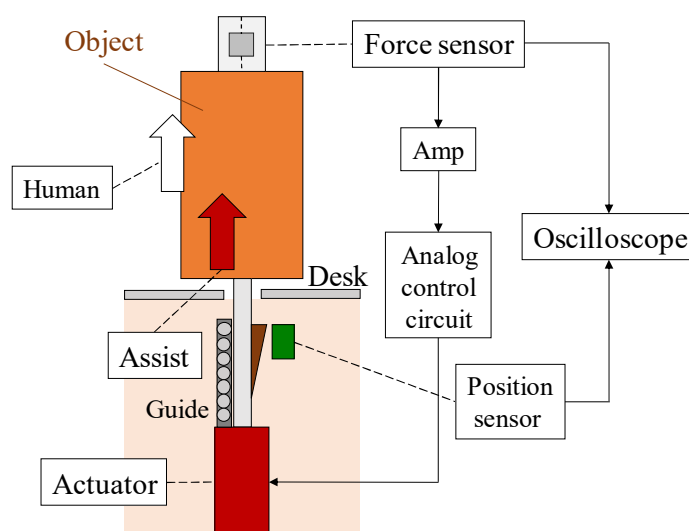 Object
Force sensor
Amp
Human
Oscilloscope
Analog
control
circuit
Desk
Assist
Guide
Position
sensor
Actuator